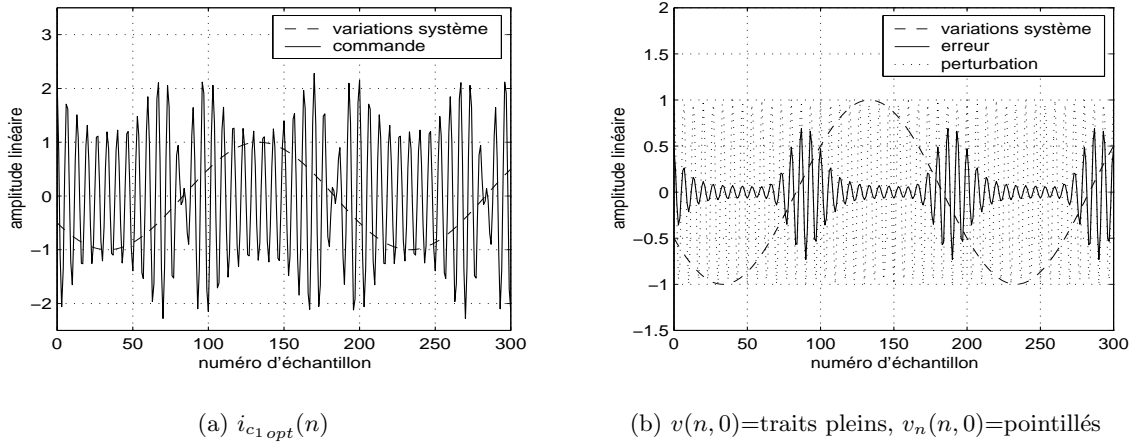 3
2
1
0
−1
−2
amplitude linéaire
variations système
commande
0 50 100 150 200 250 300
numéro d'échantillon
(a) i_{c_{1 opt}}(n)
2
1.5
1
0.5
0
−0.5
−1
−1.5
amplitude linéaire
variations système
erreur
perturbation
0 50 100 150 200 250 300
numéro d'échantillon
(b) v(n, 0)=traits pleins, v_n(n, 0)=pointillés